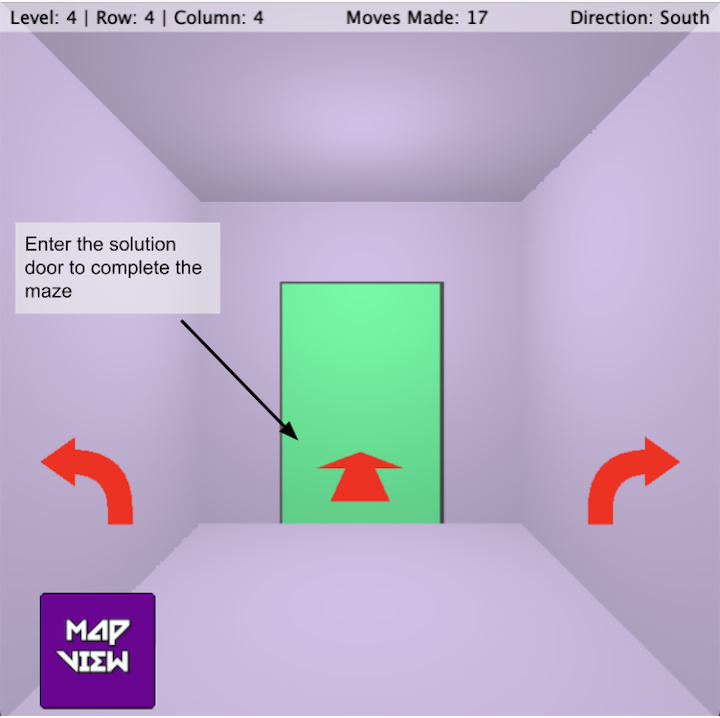 Level: 4 | Row: 4 | Column: 4 Moves Made: 17 Direction: South
Enter the solution
door to complete the
maze
MAP
VIEW